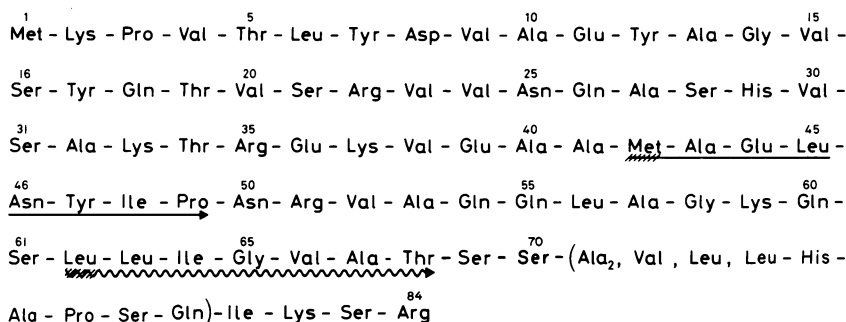 1 5 10 15
Met - Lys - Pro - Val - Thr - Leu - Tyr - Asp - Val - Ala - Glu - Tyr - Ala - Gly - Val -
16 20 25 30
Ser - Tyr - Gln - Thr - Val - Ser - Arg - Val - Val - Asn - Gln - Ala - Ser - His - Val -
31 35 40 45
Ser - Ala - Lys - Thr - Arg - Glu - Lys - Val - Glu - Ala - Ala - Met - Ala - Glu - Leu -
46 50 55 60
Asn - Tyr - Ile - Pro - Asn - Arg - Val - Ala - Gln - Gln - Leu - Ala - Gly - Lys - Gln -
61 65 70
Ser - Leu - Leu - Ile - Gly - Val - Ala - Thr - Ser - Ser - (Ala2, Val , Leu, Leu - His -
84
Ala - Pro - Ser - Gln) - Ile - Lys - Ser - Arg